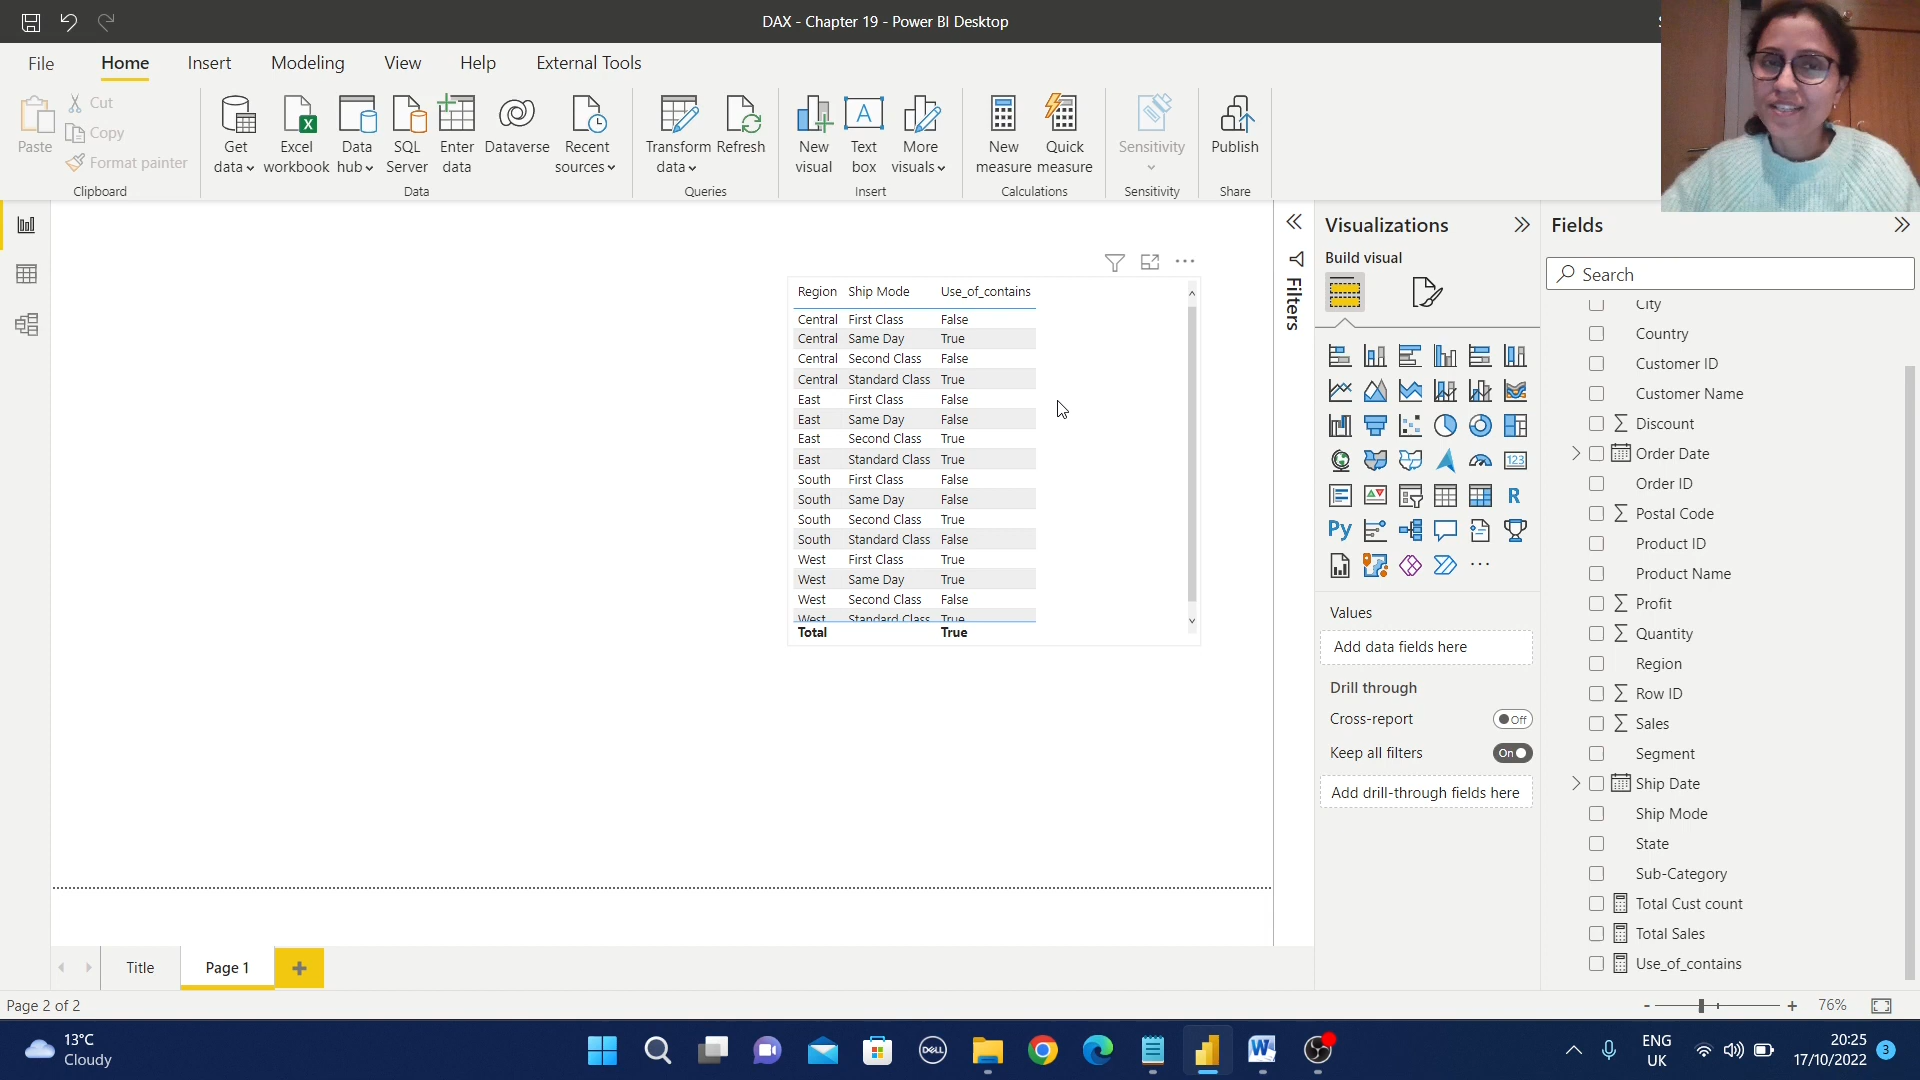 DAX - Chapter 19 - Power BI Desktop
File Home Insert Modeling View Help External Tools
Paste
Cut
Copy
Format painter
Clipboard
Get data
Excel workbook
Data hub
SQL Server
Enter data
Dataverse
Recent sources
Data
Transform data
Refresh
Queries
New visual
Text box
More visuals
Insert
New measure
Quick measure
Calculations
Sensitivity
Sensitivity
Publish
Share
Region Ship Mode Use_of_contains
Central First Class False
Central Same Day True
Central Second Class False
Central Standard Class True
East First Class False
East Same Day False
East Second Class True
East Standard Class True
South First Class False
South Same Day False
South Second Class True
South Standard Class False
West First Class True
West Same Day True
West Second Class False
West Standard Class True
Total True
Filters
Visualizations
Build visual
123
R
Py
Values
Add data fields here
Drill through
Cross-report Off
Keep all filters On
Add drill-through fields here
Fields
Search
City
Country
Customer ID
Customer Name
Discount
Order Date
Order ID
Postal Code
Product ID
Product Name
Profit
Quantity
Region
Row ID
Sales
Segment
Ship Date
Ship Mode
State
Sub-Category
Total Cust count
Total Sales
Use_of_contains
Title Page 1 +
Page 2 of 2
- + 76%
13°C
Cloudy
DELL
W
ENG
UK
20:25
17/10/2022
3